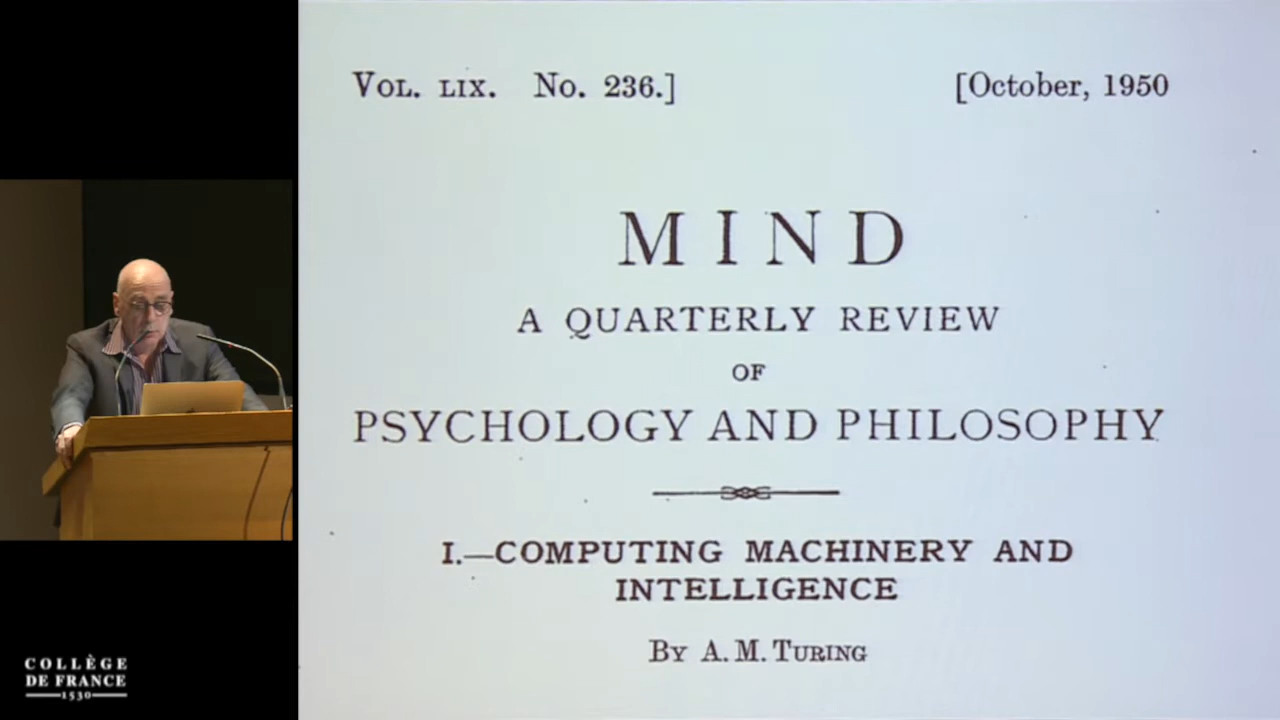 VOL. LIX. No. 236.] [October, 1950
MIND
A QUARTERLY REVIEW
OF
PSYCHOLOGY AND PHILOSOPHY
I.—COMPUTING MACHINERY AND
INTELLIGENCE
BY A. M. TURING
COLLÈGE
DE FRANCE
1530